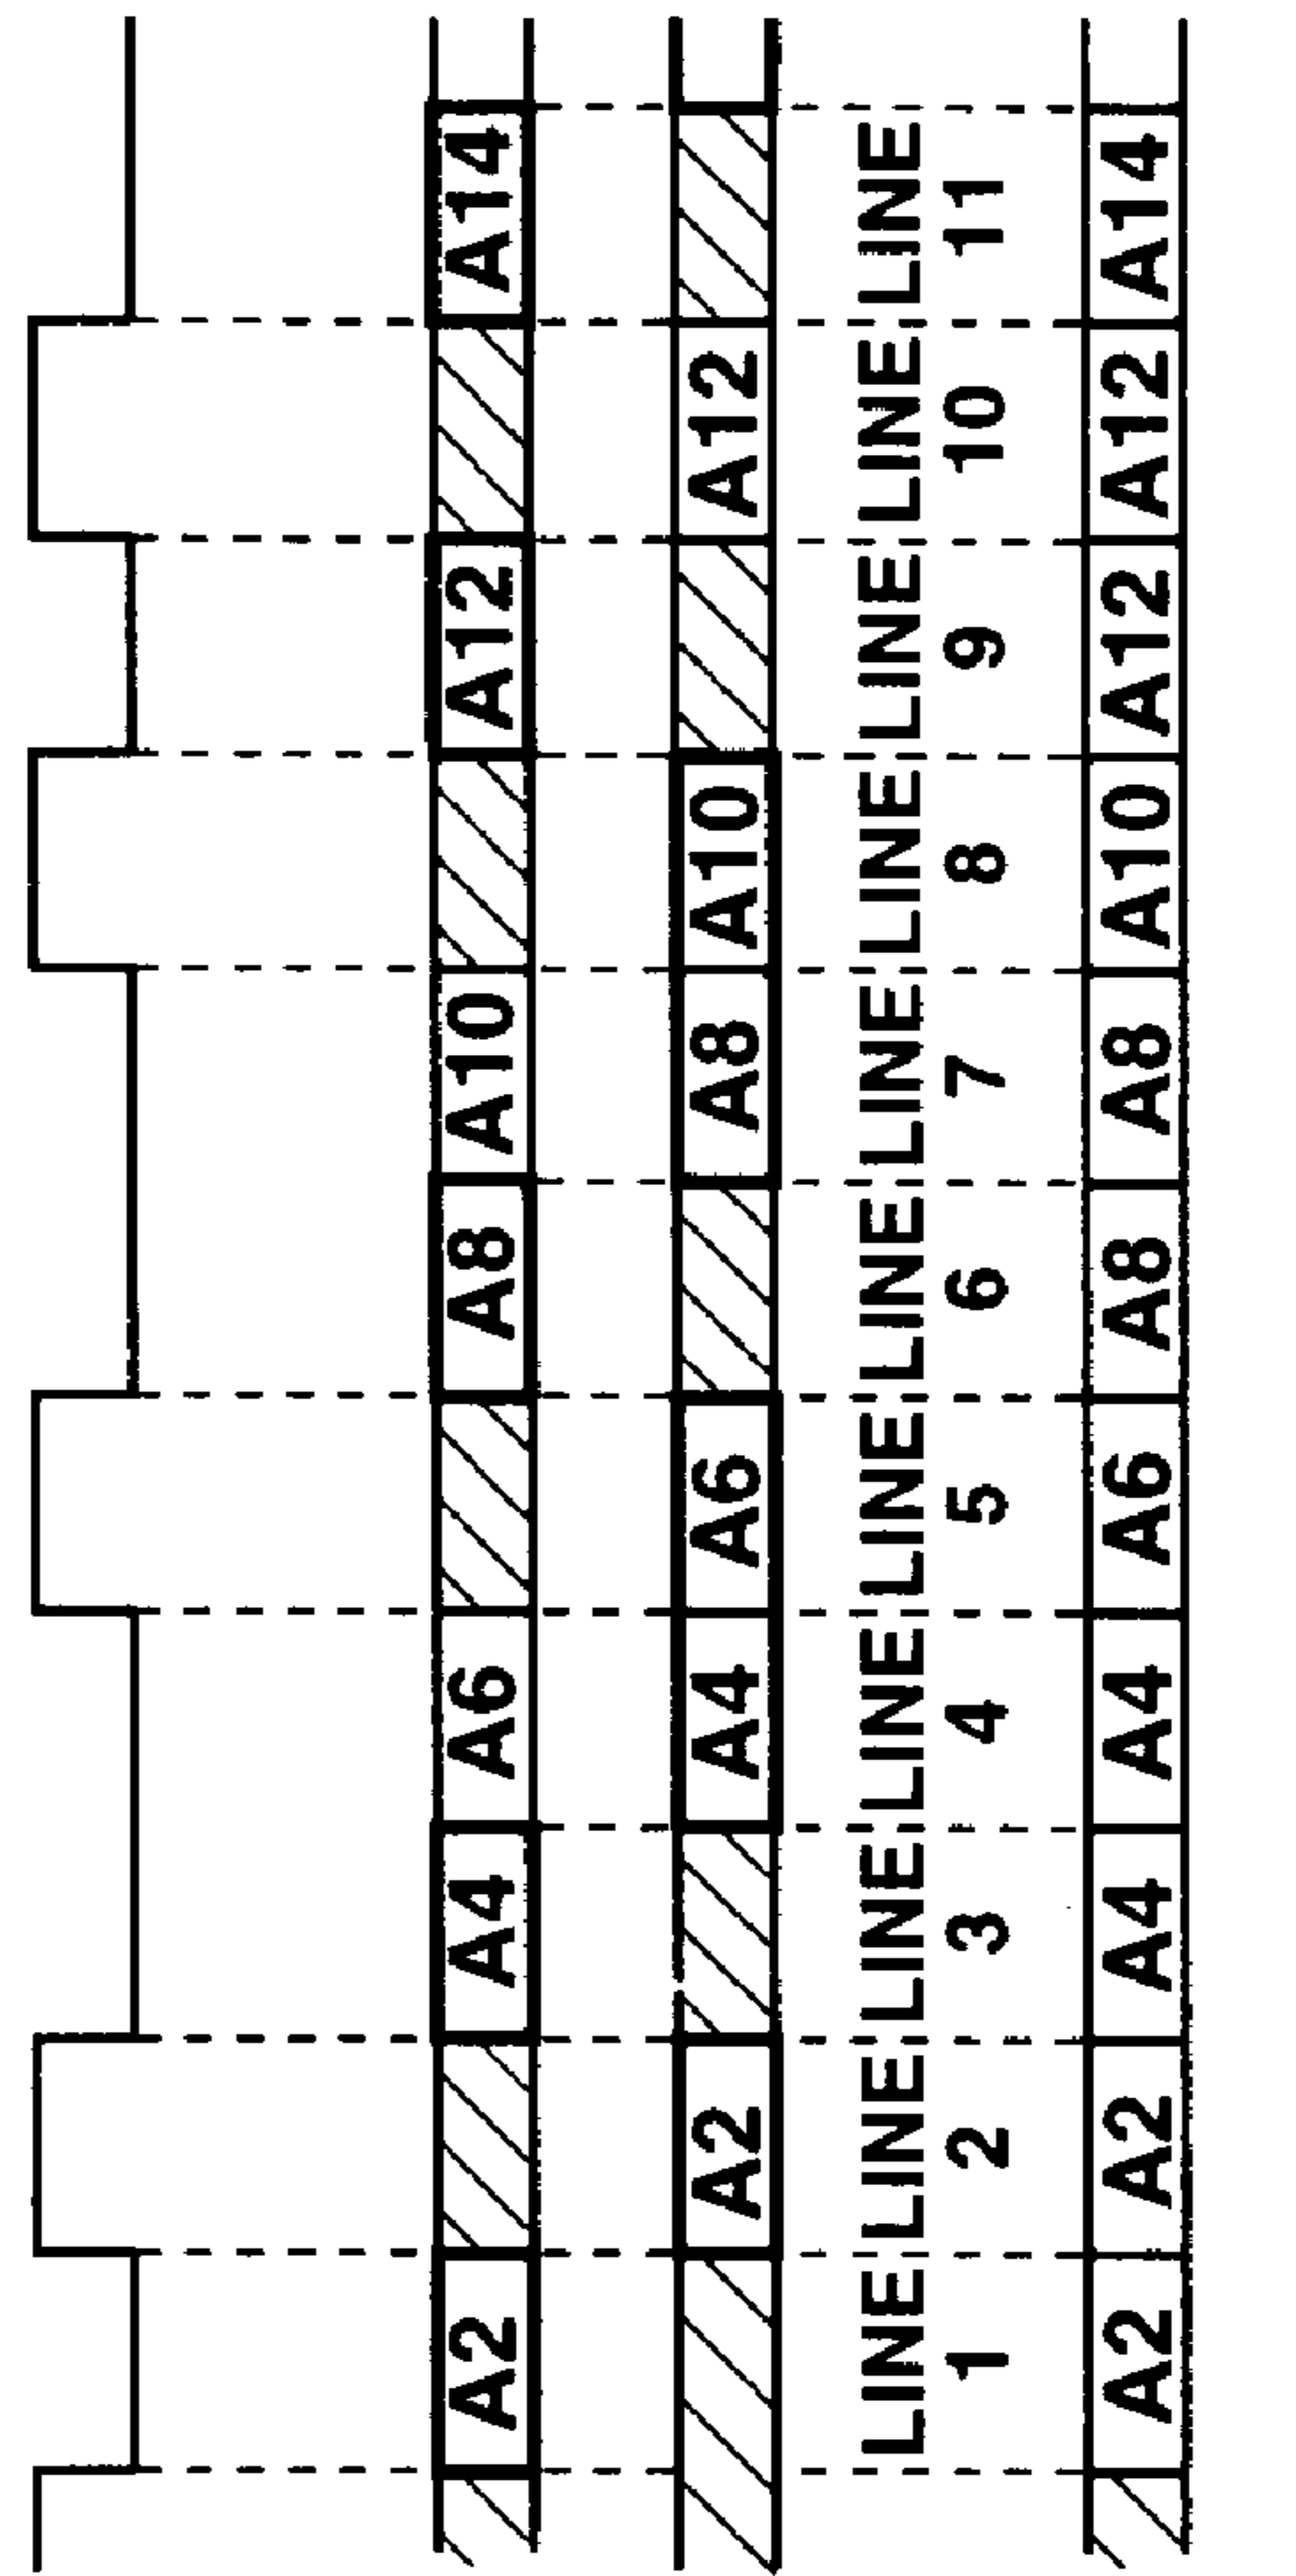 A2 A4 A6 A8 A10 A12 A14
A2 A4 A6 A8 A10 A12
LINE LINE LINE LINE LINE LINE LINE LINE LINE LINE LINE
1 2 3 4 5 6 7 8 9 10 11
A2 A2 A4 A4 A6 A8 A8 A10 A12 A12 A14